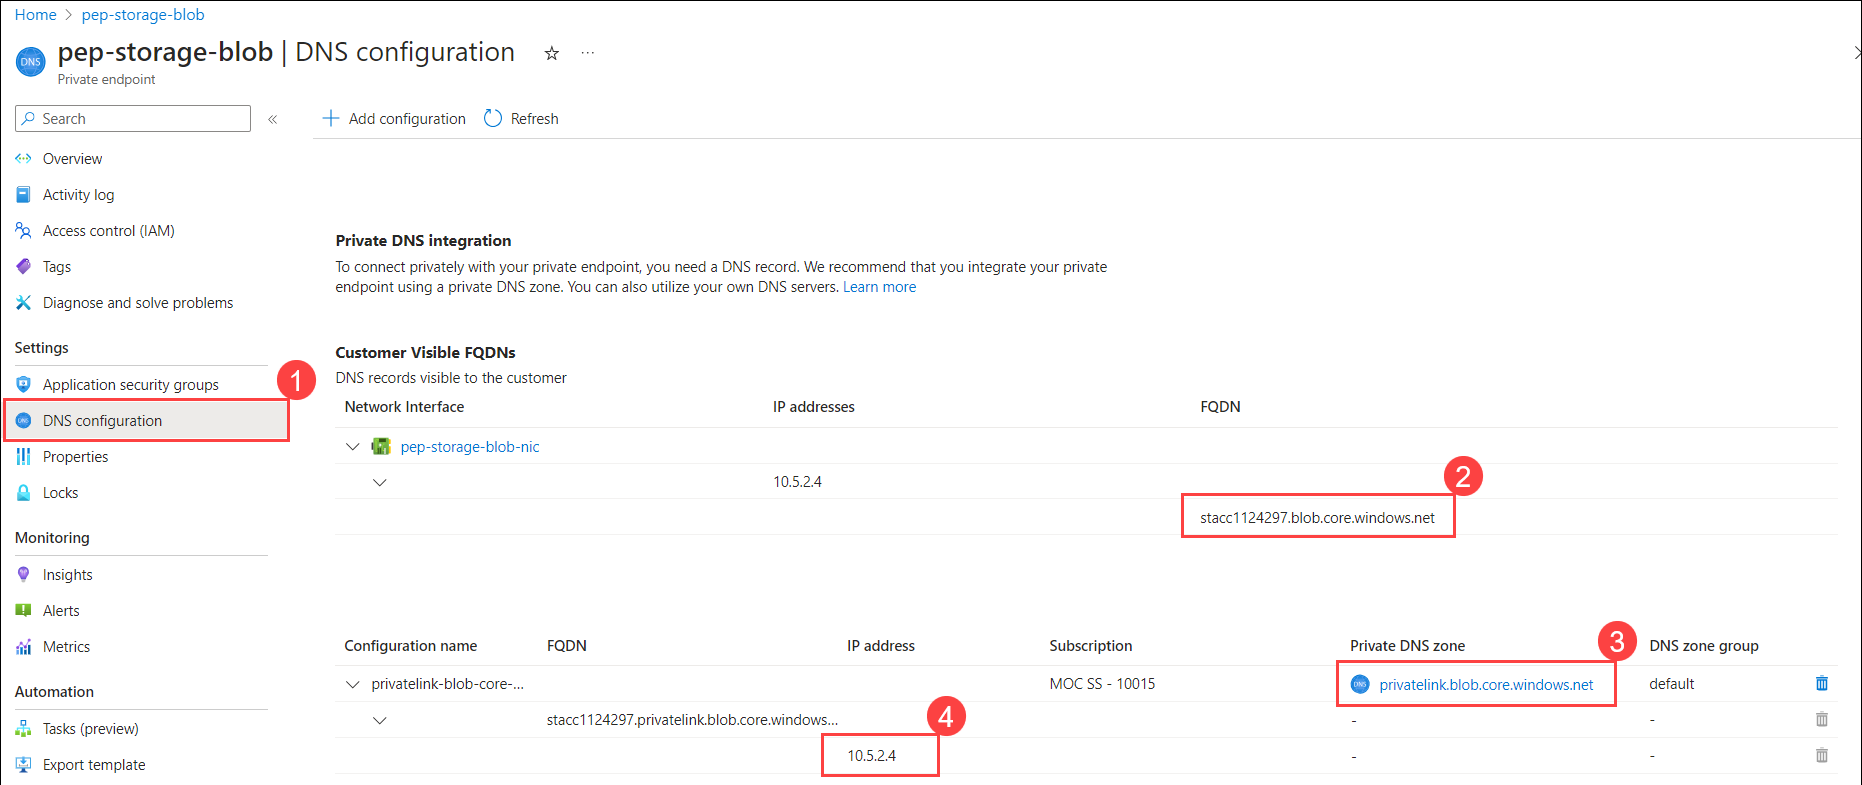 Home > pep-storage-blob
pep-storage-blob | DNS configuration ☆ ...
DNS
Private endpoint
Search «
+ Add configuration Refresh
Overview
Activity log
Access control (IAM)
Tags
Diagnose and solve problems
Settings
Application security groups
1
DNS configuration
Properties
Locks
Monitoring
Insights
Alerts
Metrics
Automation
Tasks (preview)
Export template
Private DNS integration
To connect privately with your private endpoint, you need a DNS record. We recommend that you integrate your private
endpoint using a private DNS zone. You can also utilize your own DNS servers. Learn more
Customer Visible FQDNs
DNS records visible to the customer
Network Interface IP addresses FQDN
pep-storage-blob-nic
10.5.2.4
2
stacc1124297.blob.core.windows.net
Configuration name FQDN IP address Subscription Private DNS zone 3 DNS zone group
privatelink-blob-core-... MOC SS - 10015 DNS privatelink.blob.core.windows.net default
stacc1124297.privatelink.blob.core.windows... 4 - -
10.5.2.4 - -